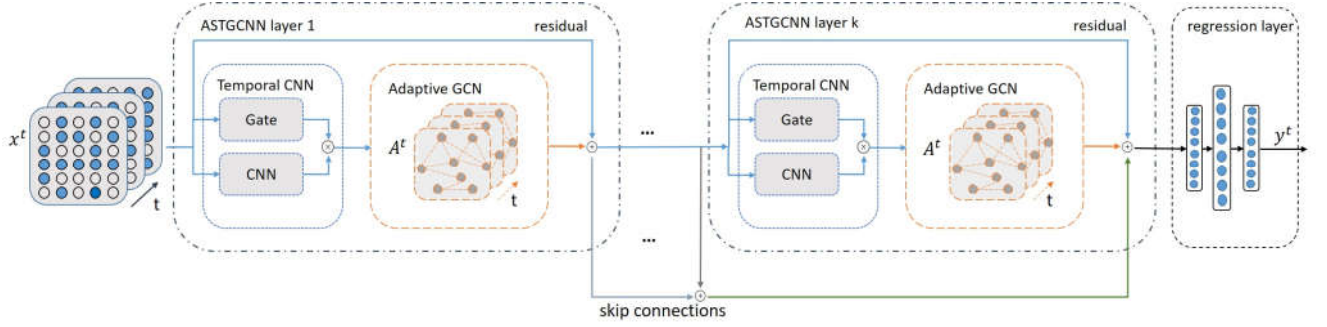 ASTGCNN layer 1
residual
ASTGCNN layer k
residual
regression layer
Temporal CNN
Adaptive GCN
Temporal CNN
Adaptive GCN
x^t
Gate
A^t
...
Gate
A^t
y^t
CNN
CNN
t
t
t
...
skip connections